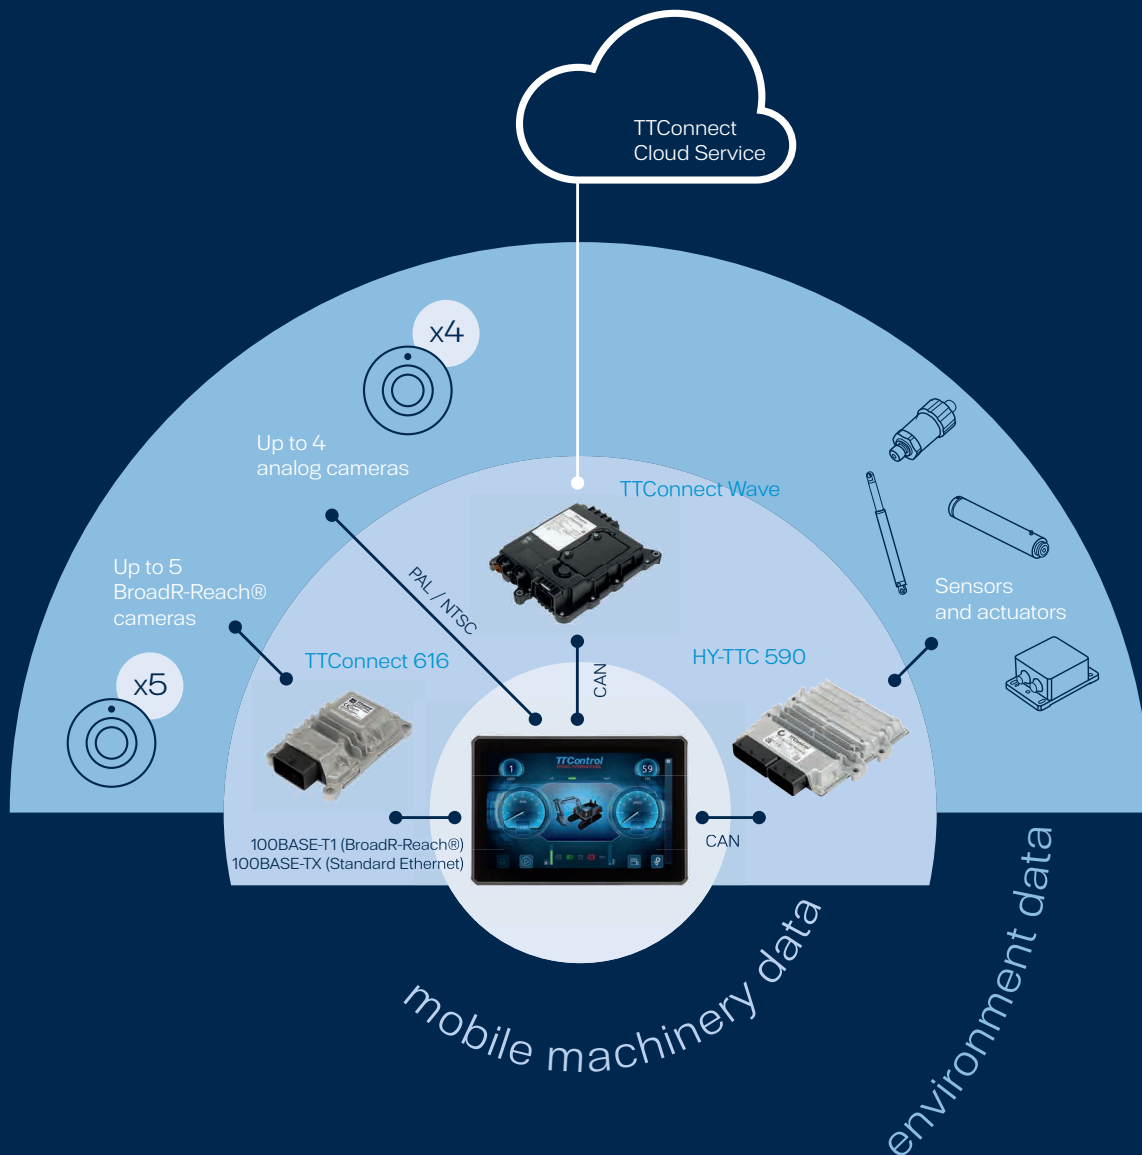 TTConnect
Cloud Service
x4
Up to 4
analog cameras
TTConnect Wave
Up to 5
BroadR-Reach®
cameras
PAL / NTSC
Sensors
and actuators
TTConnect 616
HY-TTC 590
x5
CAN
TTControl
1
59
100BASE-T1 (BroadR-Reach®)
100BASE-TX (Standard Ethernet)
CAN
mobile machinery data
environment data